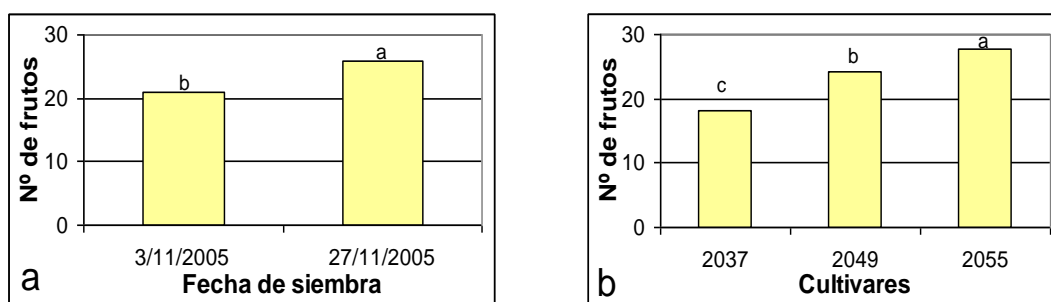 Nº de frutos
30
20
10
0
b
a
3/11/2005
27/11/2005
Fecha de siembra
a
Nº de frutos
30
20
10
0
c
b
a
2037
2049
2055
Cultivares
b